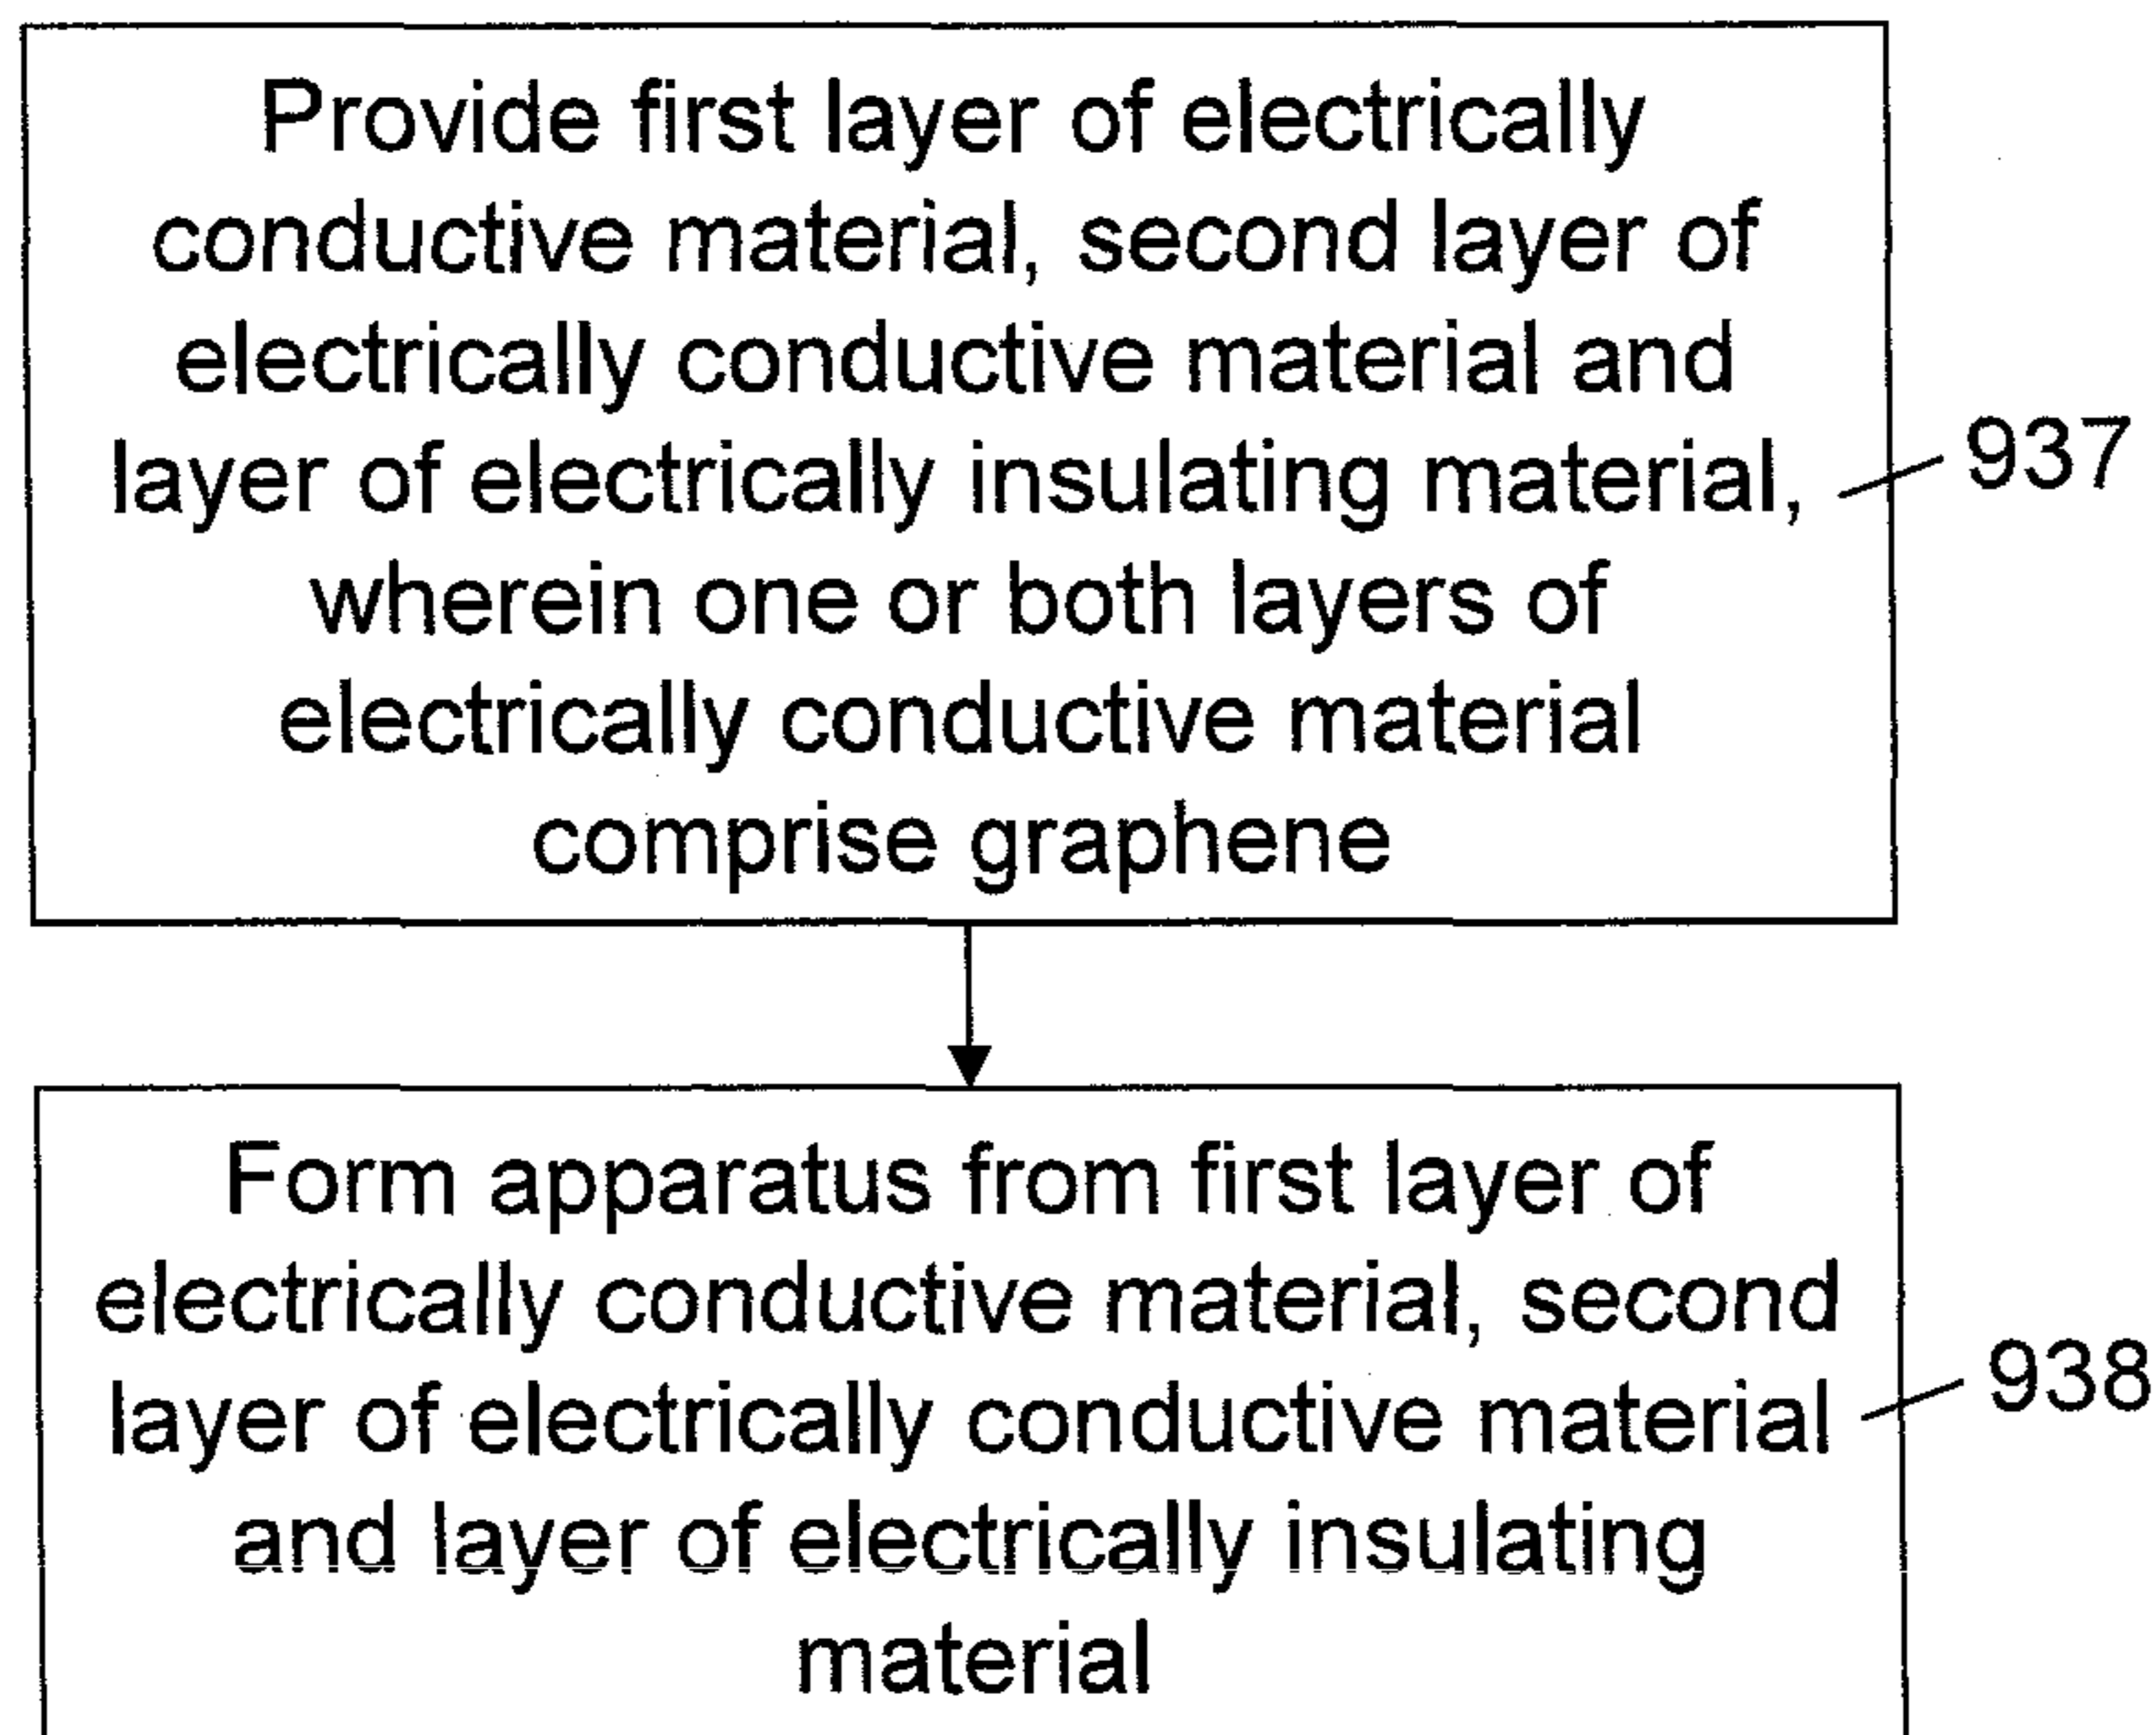 Provide first layer of electrically
conductive material, second layer of
electrically conductive material and
layer of electrically insulating material,
wherein one or both layers of
electrically conductive material
comprise graphene
937
Form apparatus from first layer of
electrically conductive material, second
layer of electrically conductive material
and layer of electrically insulating
material
938